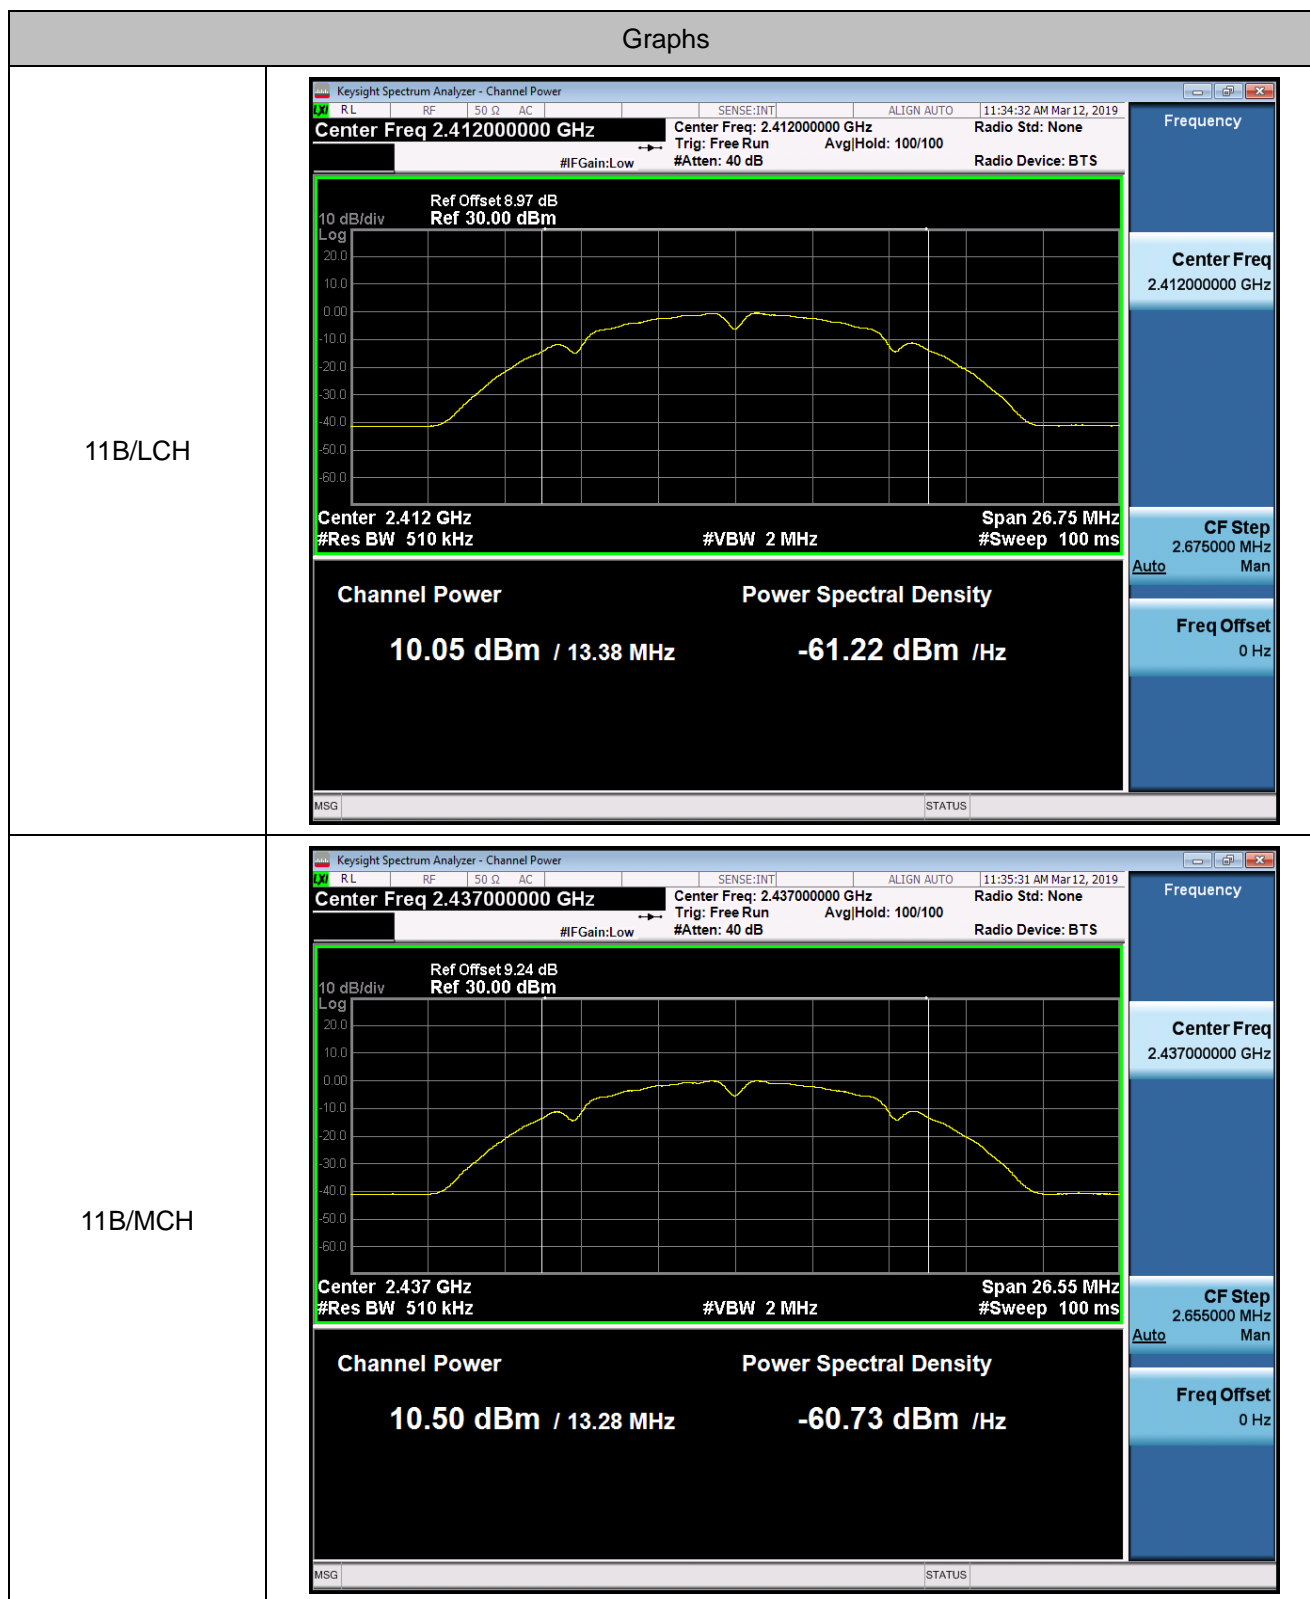 Graphs
11B/LCH
Keysight Spectrum Analyzer - Channel Power
LXI RL RF 50 Ω AC SENSE:INT ALIGN AUTO 11:34:32 AM Mar 12, 2019
Center Freq 2.412000000 GHz
Center Freq: 2.412000000 GHz Radio Std: None
Trig: Free Run Avg|Hold: 100/100
#IFGain:Low #Atten: 40 dB Radio Device: BTS
Ref Offset 8.97 dB
10 dB/div Ref 30.00 dBm
Log
20.0
10.0
0.00
-10.0
-20.0
-30.0
-40.0
-50.0
-60.0
Center 2.412 GHz Span 26.75 MHz
#Res BW 510 kHz #VBW 2 MHz #Sweep 100 ms
Channel Power Power Spectral Density
10.05 dBm / 13.38 MHz -61.22 dBm /Hz
MSG STATUS
Frequency
Center Freq
2.412000000 GHz
CF Step
2.675000 MHz
Auto Man
Freq Offset
0 Hz
11B/MCH
Keysight Spectrum Analyzer - Channel Power
LXI RL RF 50 Ω AC SENSE:INT ALIGN AUTO 11:35:31 AM Mar 12, 2019
Center Freq 2.437000000 GHz
Center Freq: 2.437000000 GHz Radio Std: None
Trig: Free Run Avg|Hold: 100/100
#IFGain:Low #Atten: 40 dB Radio Device: BTS
Ref Offset 9.24 dB
10 dB/div Ref 30.00 dBm
Log
20.0
10.0
0.00
-10.0
-20.0
-30.0
-40.0
-50.0
-60.0
Center 2.437 GHz Span 26.55 MHz
#Res BW 510 kHz #VBW 2 MHz #Sweep 100 ms
Channel Power Power Spectral Density
10.50 dBm / 13.28 MHz -60.73 dBm /Hz
MSG STATUS
Frequency
Center Freq
2.437000000 GHz
CF Step
2.655000 MHz
Auto Man
Freq Offset
0 Hz